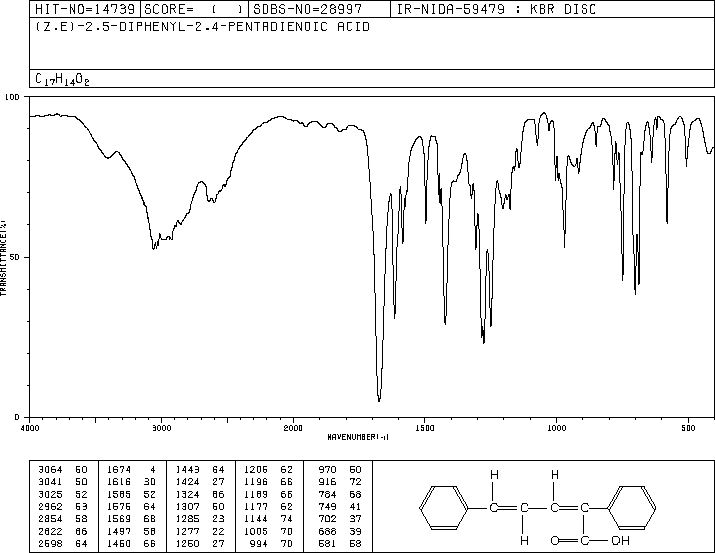 HIT-NO=14739 SCORE= ( ) SDBS-NO=28997 IR-NIDA-59479 : KBR DISC
(Z,E)-2,5-DIPHENYL-2,4-PENTADIENOIC ACID
C17H14O2
100
50
0
TRANSMITTANCE(%)
4000 3000 2000 1500 1000 500
WAVENUMBER(-1)
3064 60 1674 4 1443 64 1206 62 970 50
3041 50 1616 30 1424 27 1196 66 916 72
3025 52 1585 52 1324 66 1189 66 784 68
2962 53 1576 64 1307 60 1177 62 749 41
2854 58 1569 68 1285 23 1144 74 702 37
2622 66 1497 58 1277 22 1005 70 688 39
2598 64 1450 66 1250 27 994 70 581 58
H H
C C C C
H C OH
O